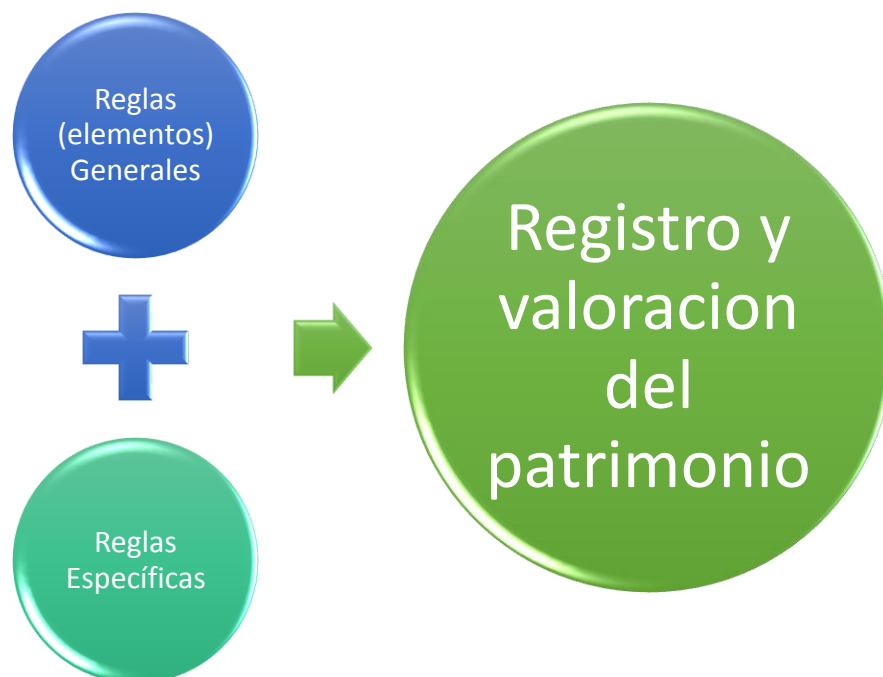 Reglas
(elementos)
Generales
Reglas
Específicas
Registro y
valoracion
del
patrimonio